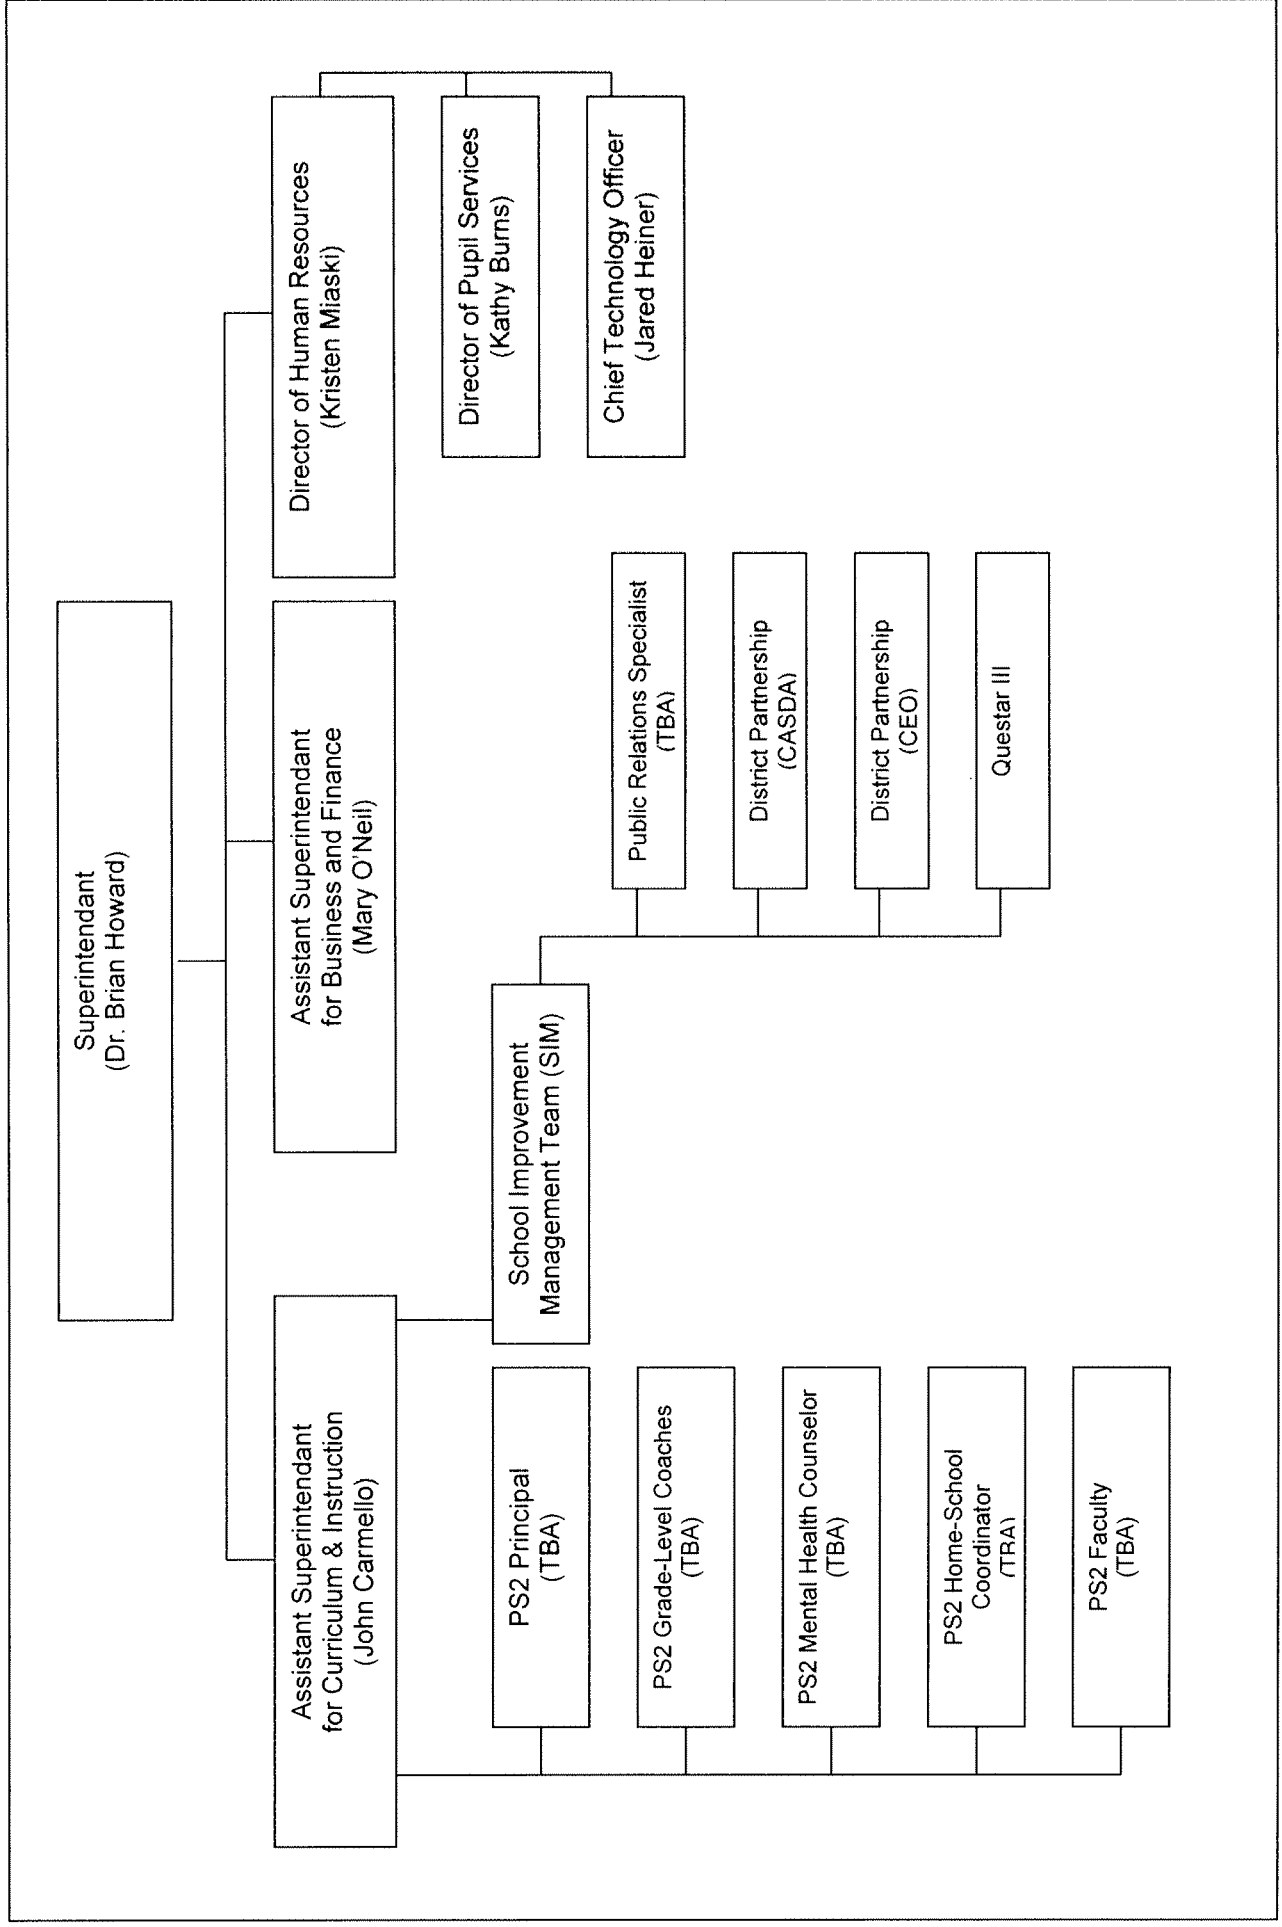 Superintendant
(Dr. Brian Howard)
Assistant Superintendant
for Curriculum & Instruction
(John Carmello)
Assistant Superintendant
for Business and Finance
(Mary O'Neil)
Director of Human Resources
(Kristen Miaski)
Director of Pupil Services
(Kathy Burns)
Chief Technology Officer
(Jared Heiner)
School Improvement
Management Team (SIM)
PS2 Principal
(TBA)
PS2 Grade-Level Coaches
(TBA)
PS2 Mental Health Counselor
(TBA)
PS2 Home-School
Coordinator
(TBA)
PS2 Faculty
(TBA)
Public Relations Specialist
(TBA)
District Partnership
(CASDA)
District Partnership
(CEO)
Questar III